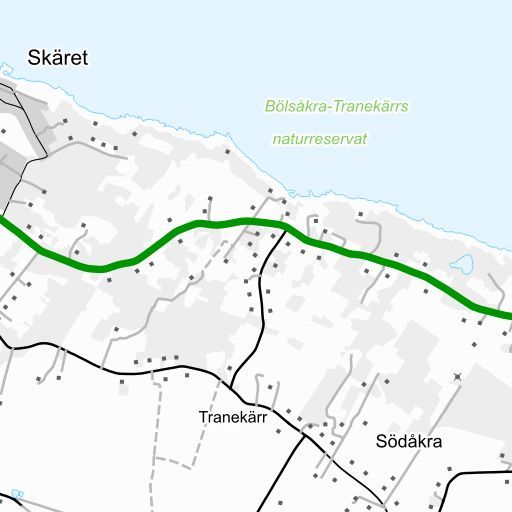 Skäret
Bölsåkra-Tranekärrs
naturreservat
Tranekärr
Södåkra